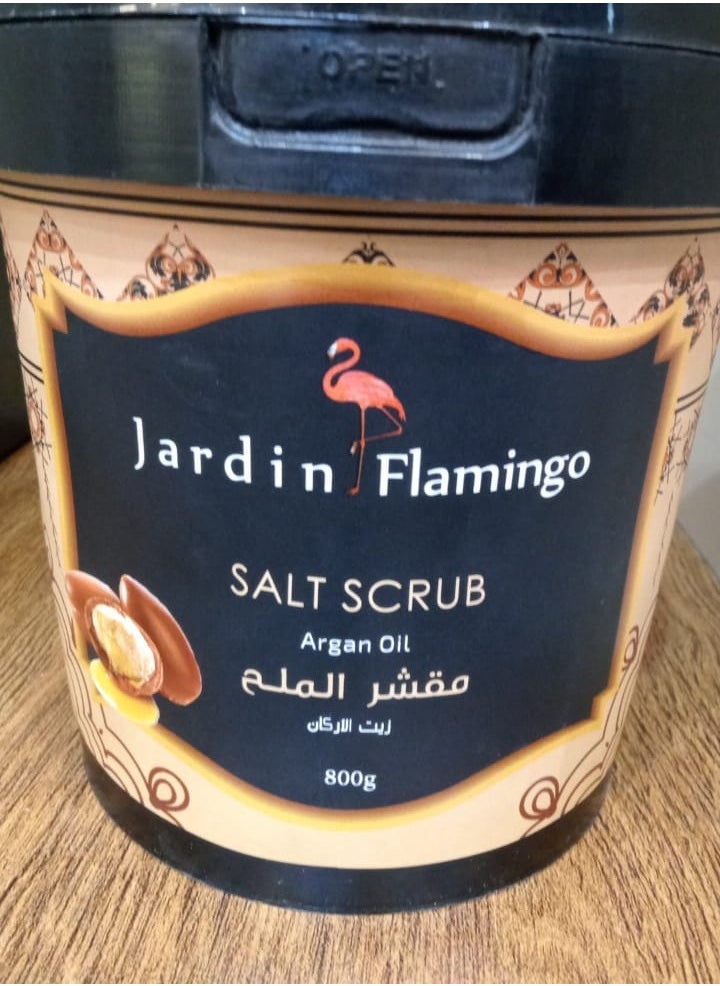 OPEN
Jardin Flamingo
SALT SCRUB
Argan Oil
مقشر الملح
زيت الاركان
800g